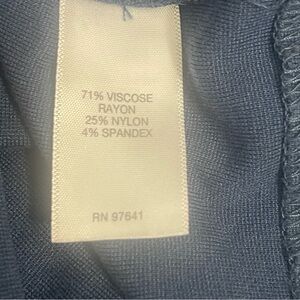 71% VISCOSE
RAYON
25% NYLON
4% SPANDEX
RN 97641